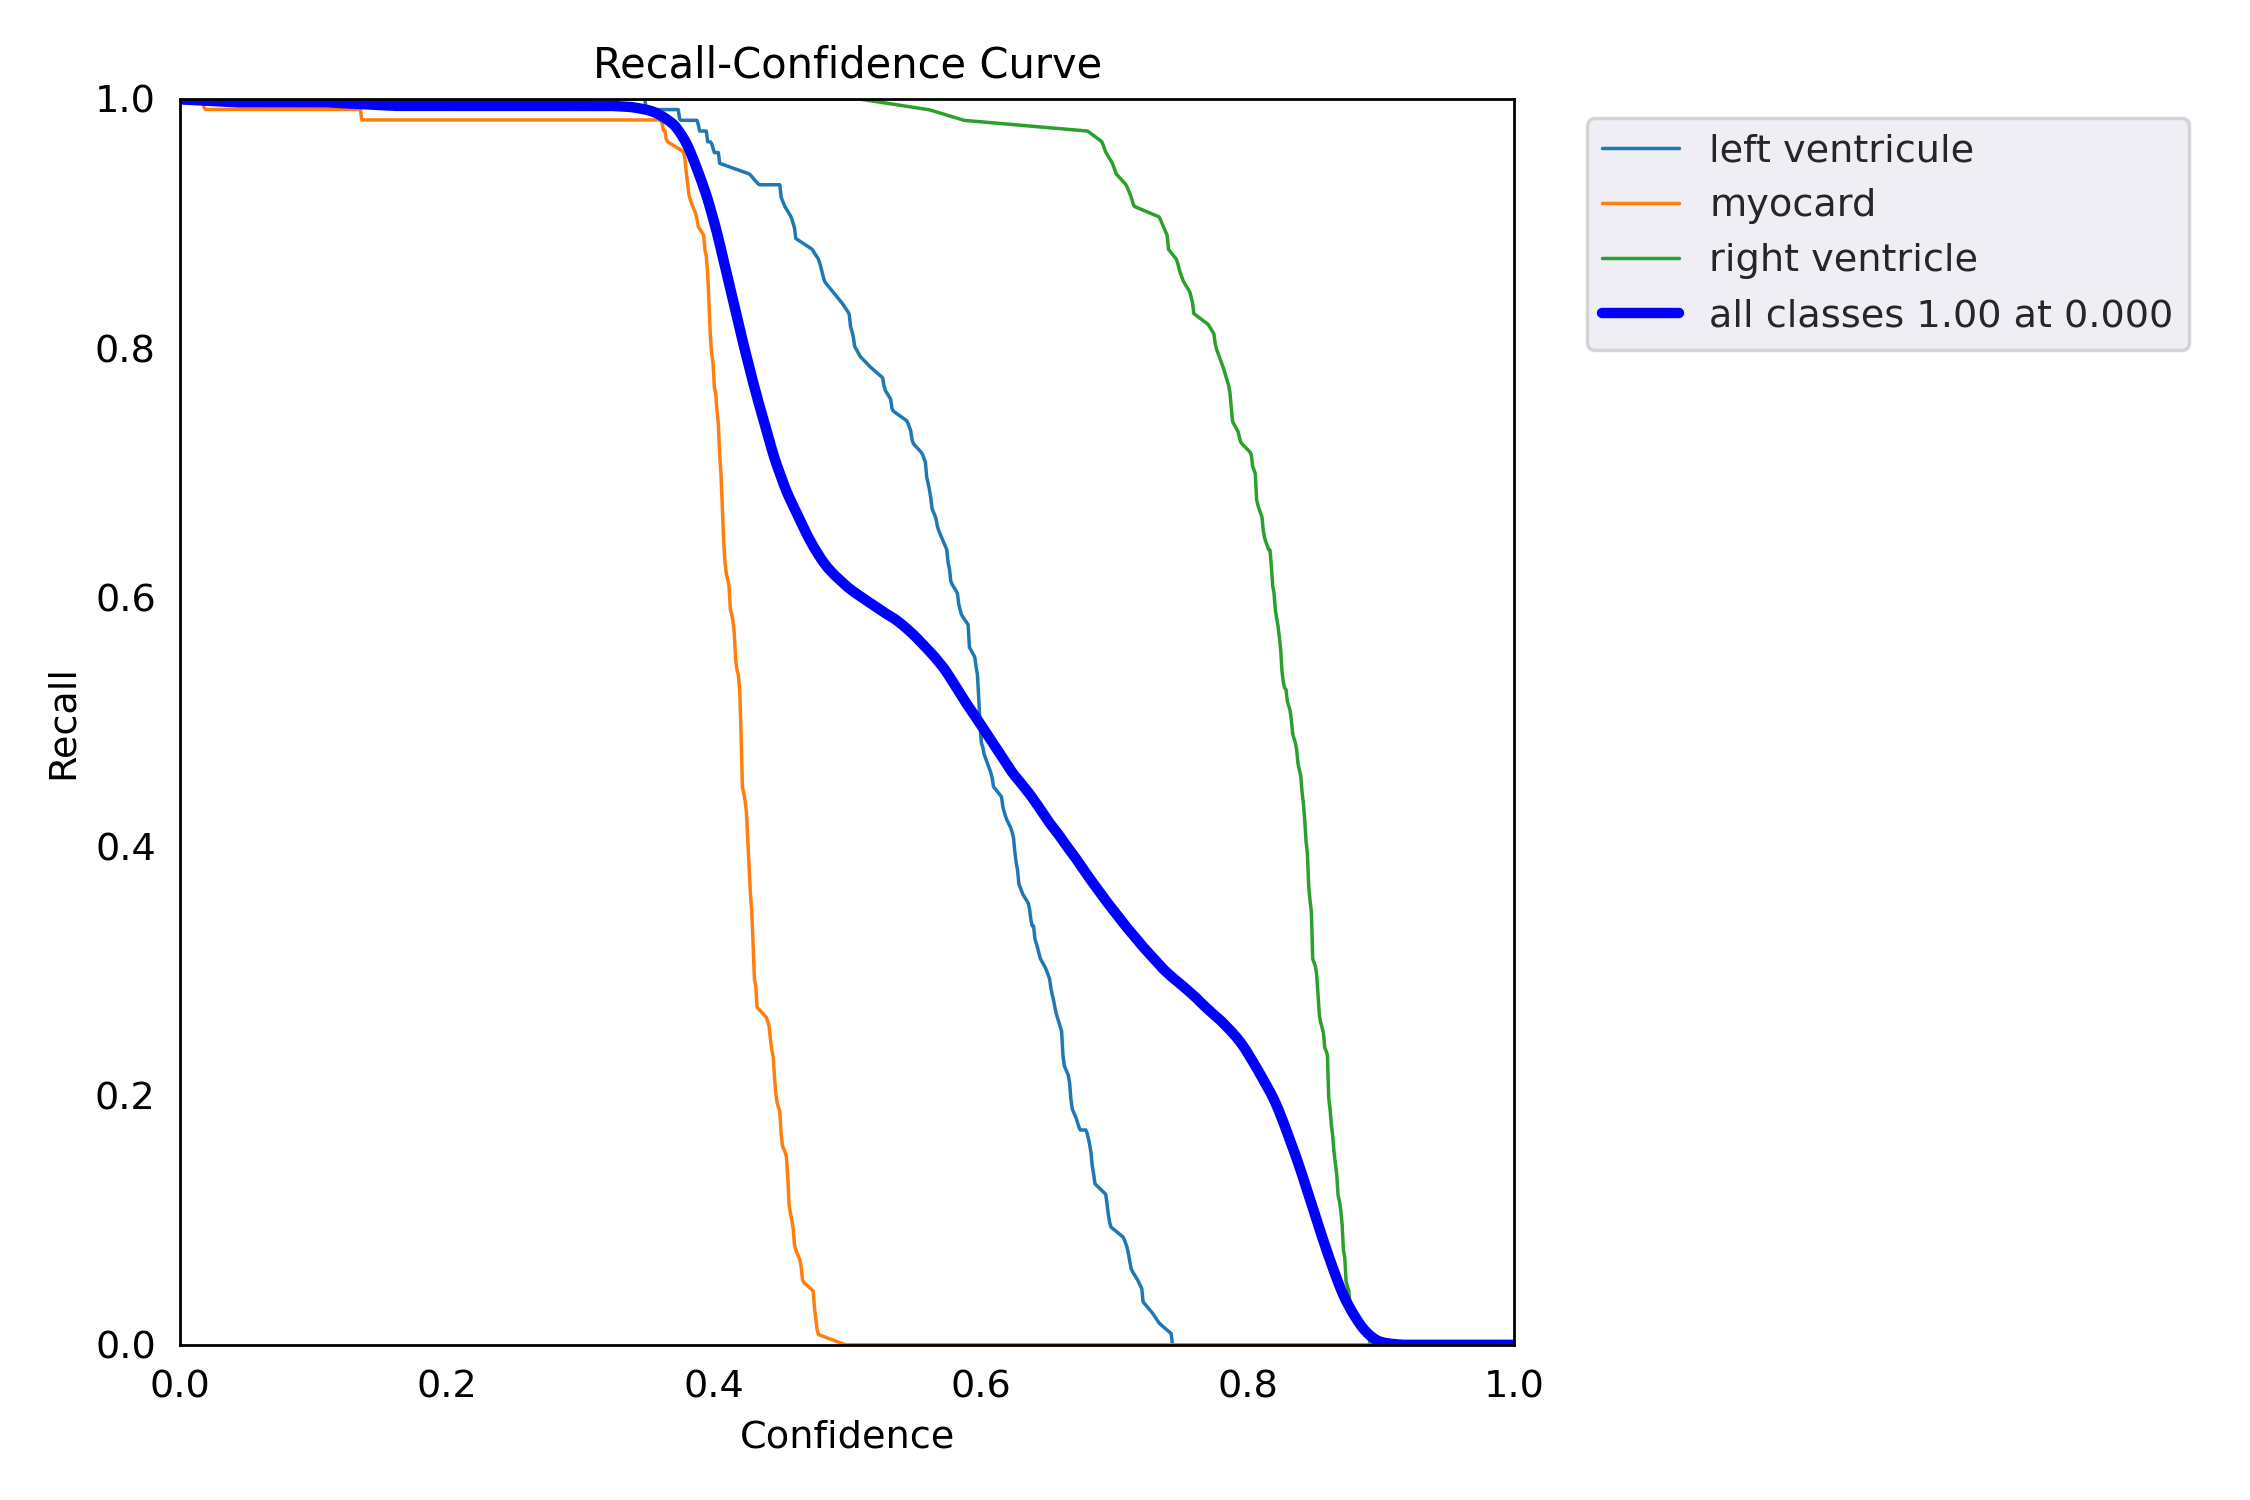 Recall-Confidence Curve
1.0
0.8
0.6
0.4
0.2
0.0
Recall
0.0 0.2 0.4 0.6 0.8 1.0
Confidence
left ventricule
myocard
right ventricle
all classes 1.00 at 0.000